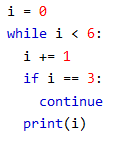 i = 0
while i < 6:
  i += 1
  if i == 3:
    continue
  print(i)